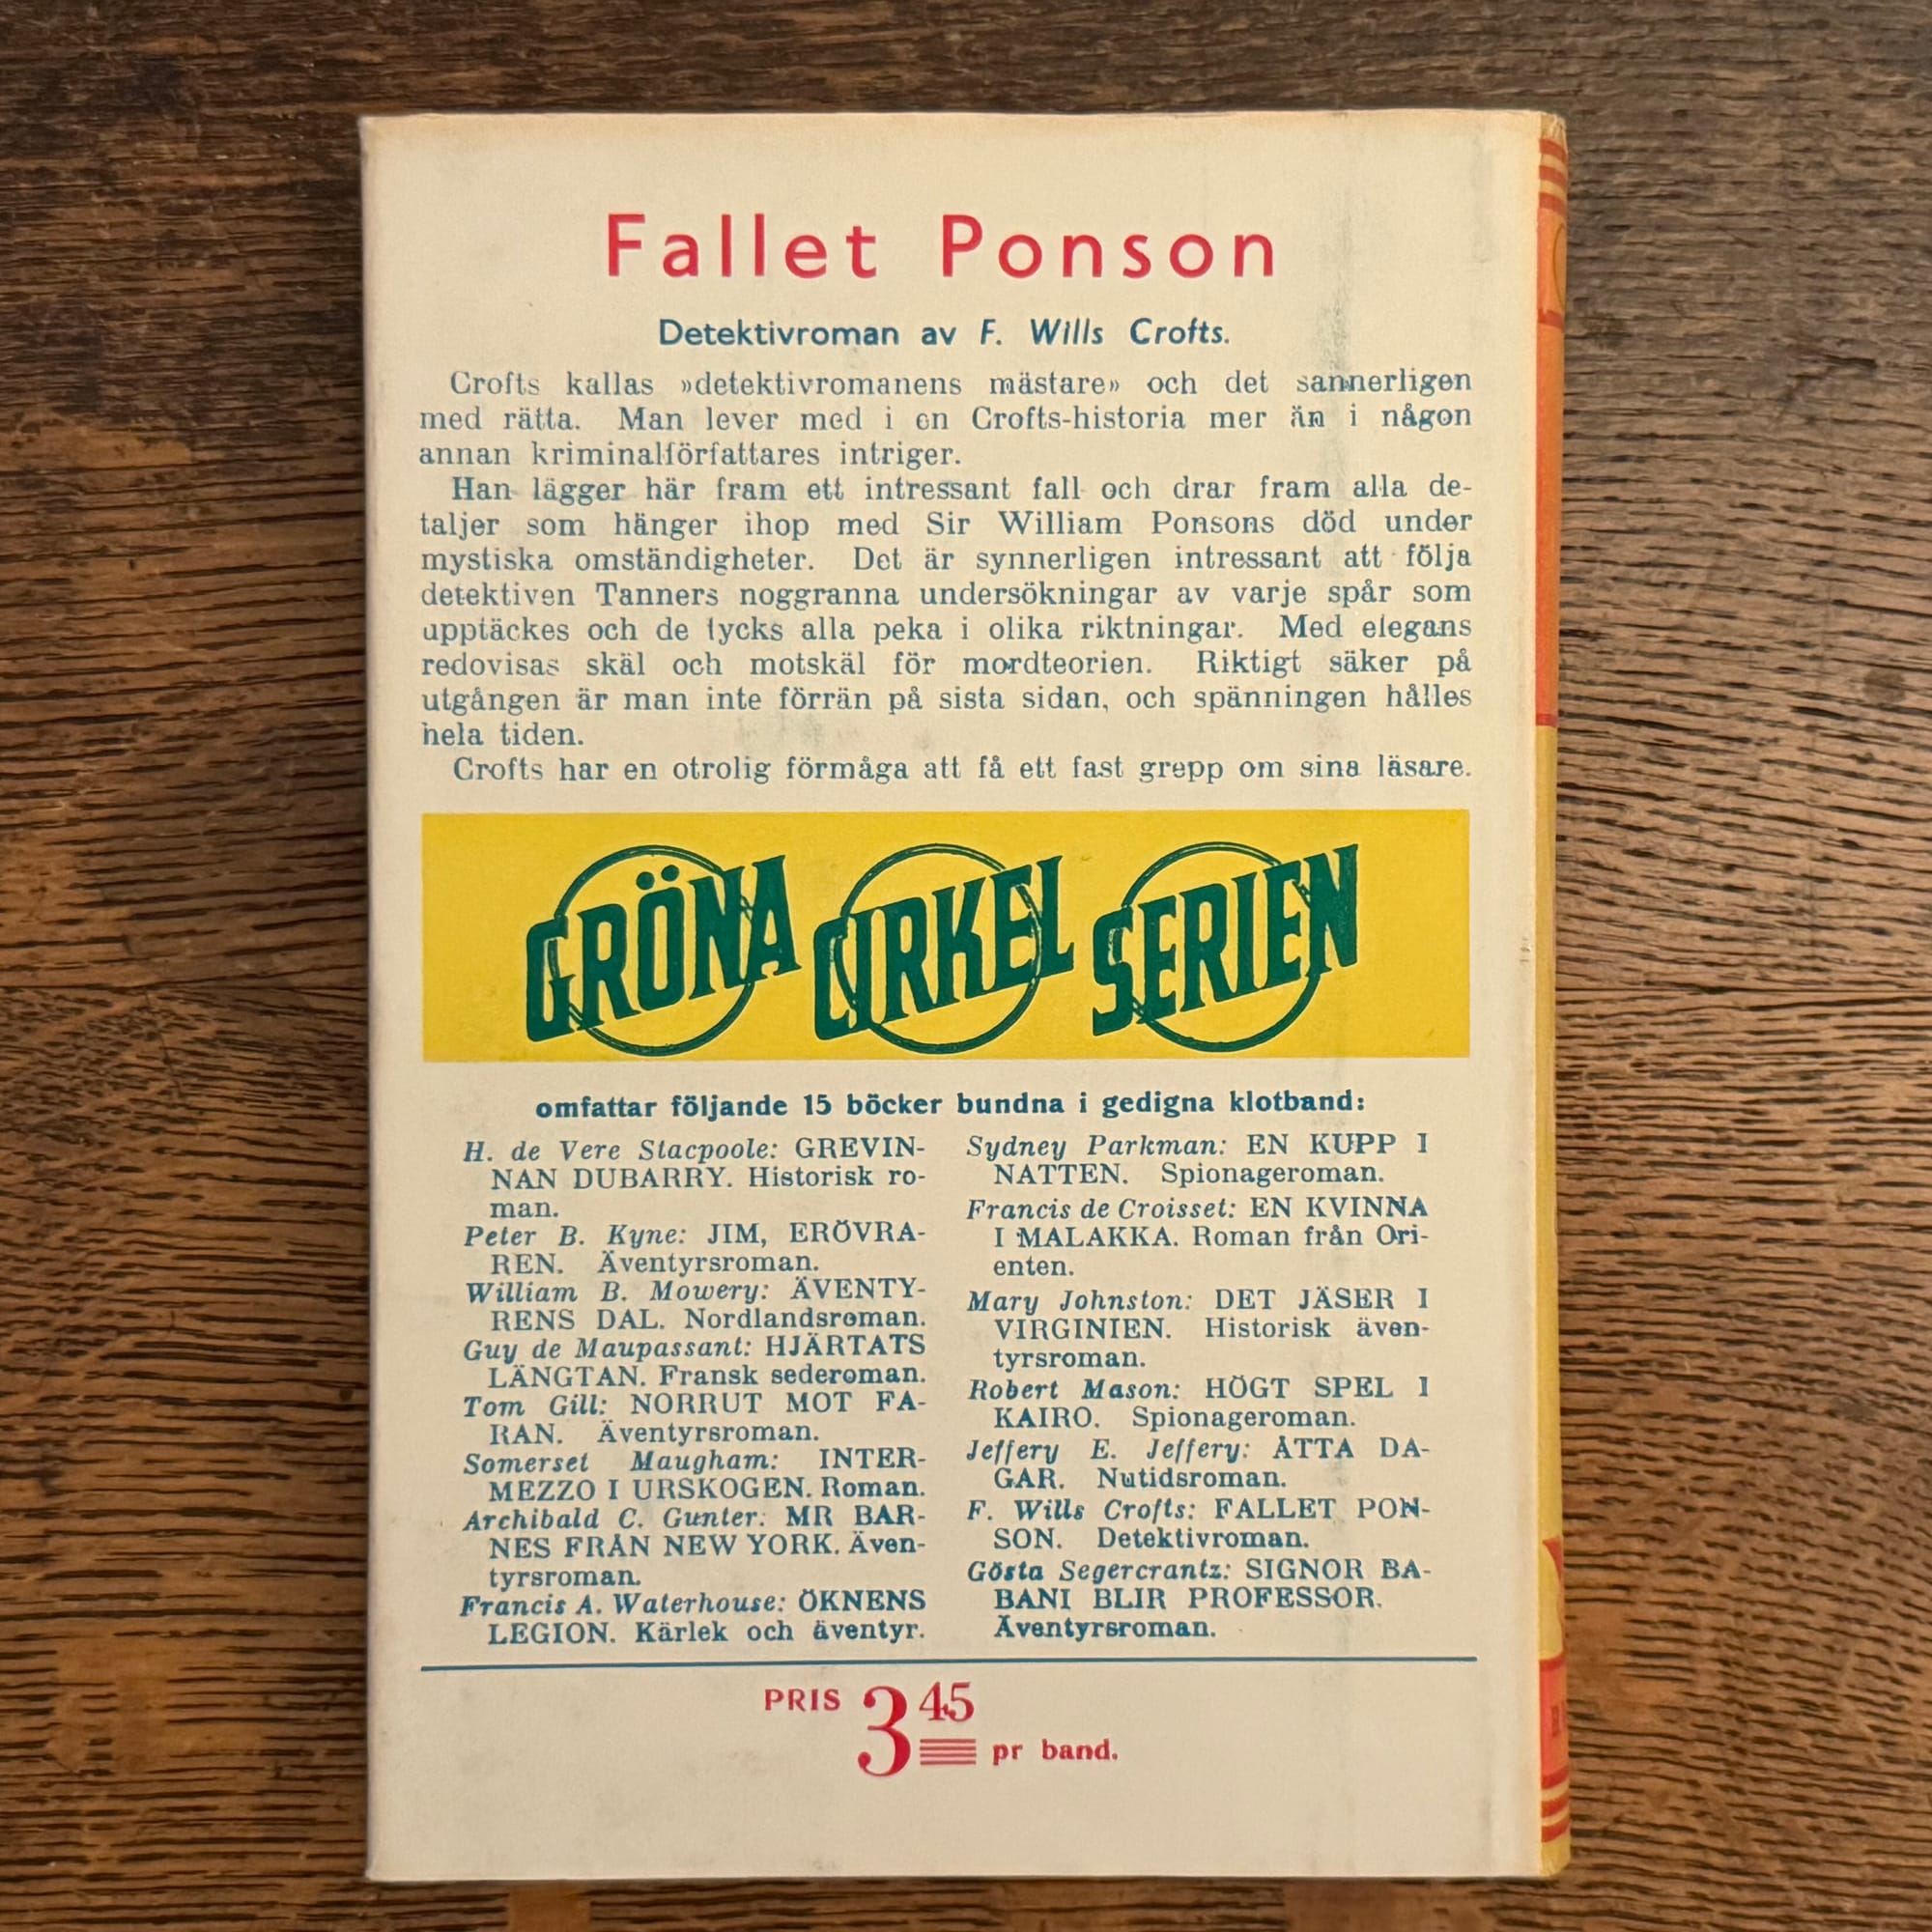 Fallet Ponson
Detektivroman av F. Wills Crofts.
Crofts kallas »detektivromanens mästare» och det sannerligen
med rätta. Man lever med i en Crofts-historia mer än i någon
annan kriminalförfattares intriger.
Han lägger här fram ett intressant fall och drar fram alla de-
taljer som hänger ihop med Sir William Ponsons död under
mystiska omständigheter. Det är synnerligen intressant att följa
detektiven Tanners noggranna undersökningar av varje spår som
upptäckes och de tycks alla peka i olika riktningar. Med elegans
redovisas skäl och motskäl för mordteorien. Riktigt säker på
utgången är man inte förrän på sista sidan, och spänningen hålles
hela tiden.
Crofts har en otrolig förmåga att få ett fast grepp om sina läsare.
GRÖNA CIRKEL SERIEN
omfattar följande 15 böcker bundna i gedigna klotband:
H. de Vere Stacpoole: GREVIN-
NAN DUBARRY. Historisk ro-
man.
Peter B. Kyne: JIM, ERÖVRA-
REN. Äventyrsroman.
William B. Mowery: ÄVENTY-
RENS DAL. Nordlandsroman.
Guy de Maupassant: HJÄRTATS
LÄNGTAN. Fransk sederoman.
Tom Gill: NORRUT MOT FA-
RAN. Äventyrsroman.
Somerset Maugham: INTER-
MEZZO I URSKOGEN. Roman.
Archibald C. Gunter: MR BAR-
NES FRÅN NEW YORK. Även-
tyrsroman.
Francis A. Waterhouse: ÖKNENS
LEGION. Kärlek och äventyr.
Sydney Parkman: EN KUPP I
NATTEN. Spionageroman.
Francis de Croisset: EN KVINNA
I MALAKKA. Roman från Ori-
enten.
Mary Johnston: DET JÄSER I
VIRGINIEN. Historisk även-
tyrsroman.
Robert Mason: HÖGT SPEL I
KAIRO. Spionageroman.
Jeffery E. Jeffery: ÅTTA DA-
GAR. Nutidsroman.
F. Wills Crofts: FALLET PON-
SON. Detektivroman.
Gösta Segercrantz: SIGNOR BA-
BANI BLIR PROFESSOR.
Äventyrsroman.
PRIS 3 45
pr band.